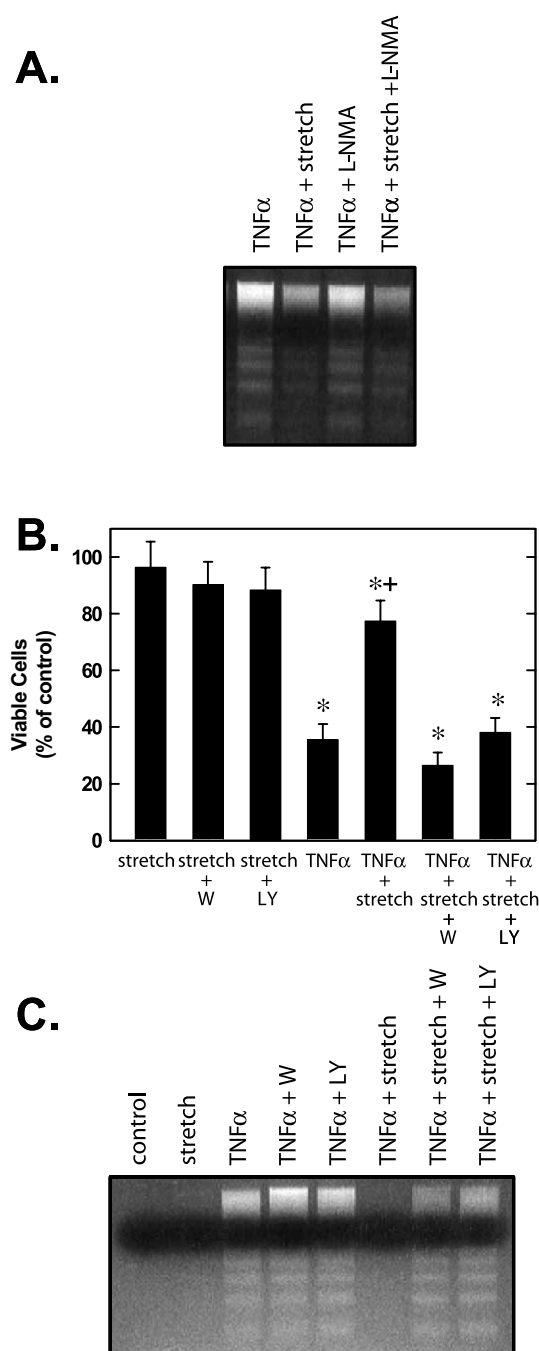 A.
TNFα
TNFα + stretch
TNFα + L-NMA
TNFα + stretch +L-NMA
B.
Viable Cells
(% of control)
100
80
60
40
20
0
*
*+
*
*
stretch
stretch
+
W
stretch
+
LY
TNFα
TNFα
+
stretch
TNFα
+
stretch
+
W
TNFα
+
stretch
+
LY
C.
control
stretch
TNFα
TNFα + W
TNFα + LY
TNFα + stretch
TNFα + stretch + W
TNFα + stretch + LY